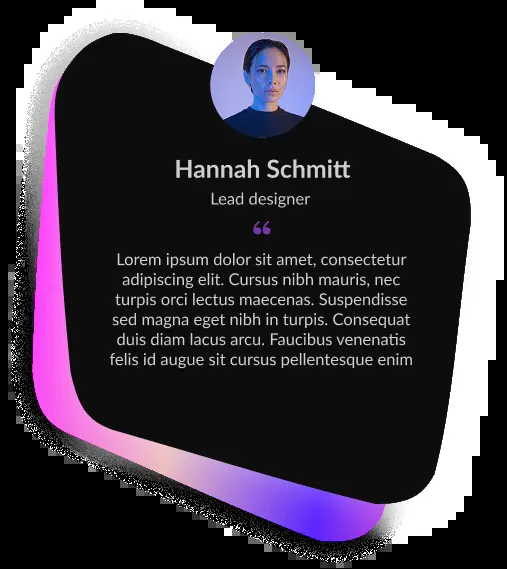 Hannah Schmitt
Lead designer
“
Lorem ipsum dolor sit amet, consectetur
adipiscing elit. Cursus nibh mauris, nec
turpis orci lectus maecenas. Suspendisse
sed magna eget nibh in turpis. Consequat
duis diam lacus arcu. Faucibus venenatis
felis id augue sit cursus pellentesque enim